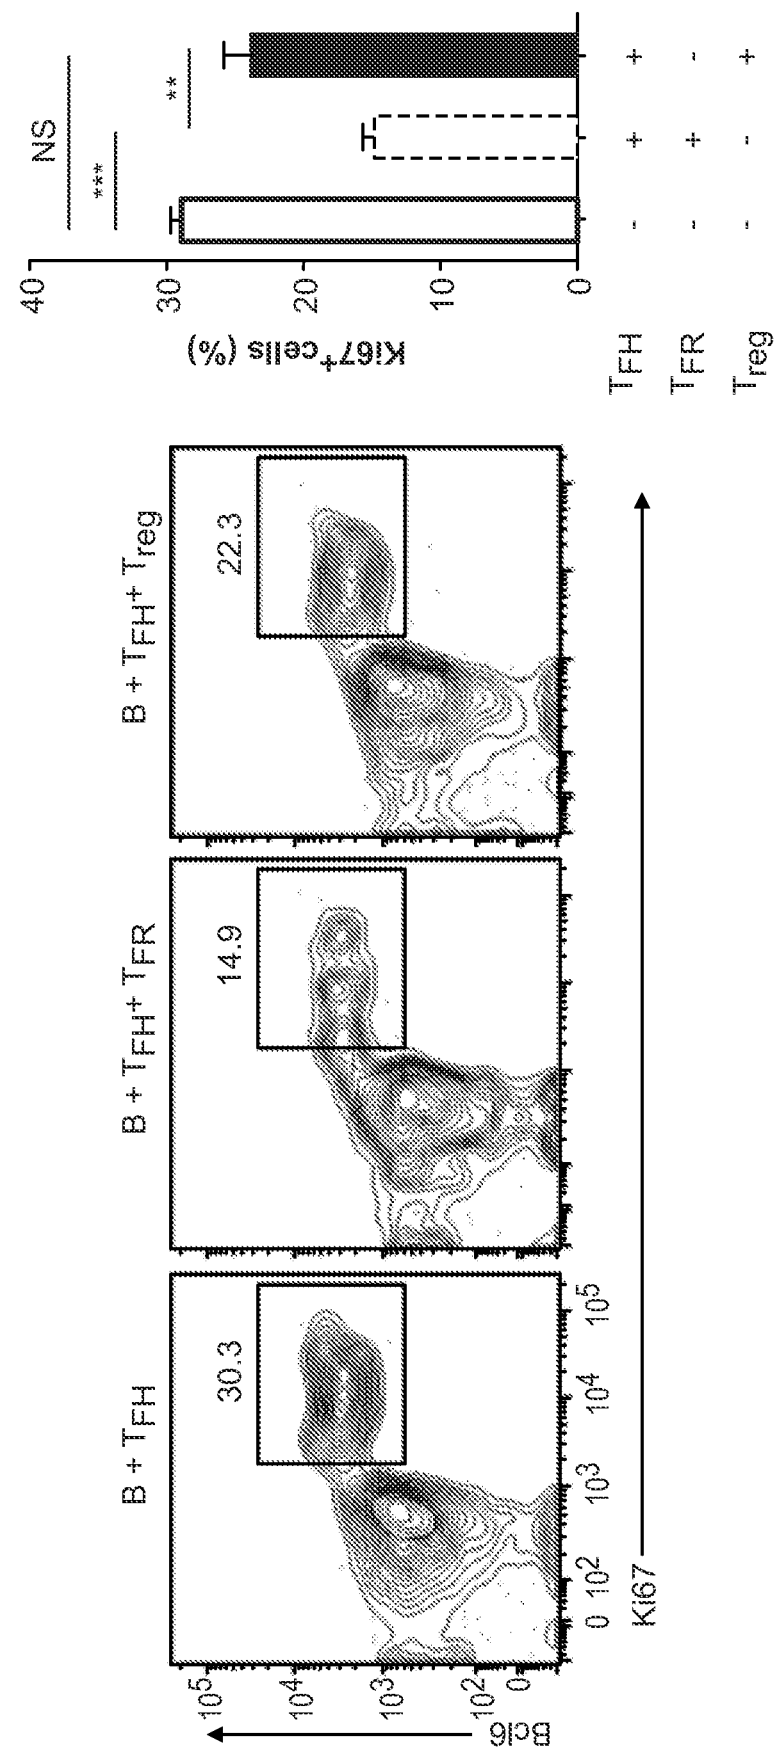 B + TFH
B + TFH+ TFR
B + TFH+ Treg
30.3
14.9
22.3
Bcl6
10⁵
10⁴
10³
10²
0
0 10² 10³ 10⁴ 10⁵
Ki67
NS
***
**
Ki67⁺cells (%)
40
30
20
10
0
TFH - + +
TFR - + -
Treg - - +